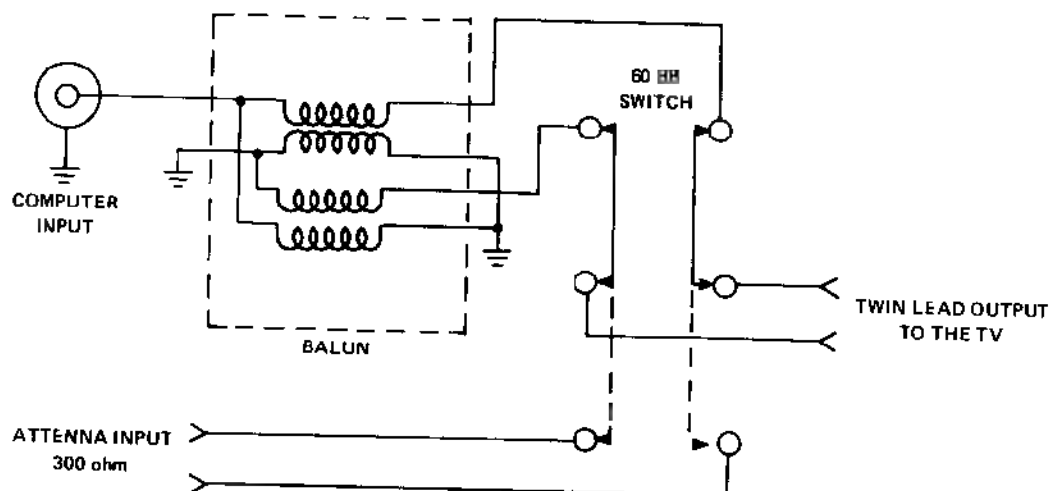 60
SWITCH
COMPUTER
INPUT
BALUN
TWIN LEAD OUTPUT
TO THE TV
ATTENNA INPUT
300 ohm